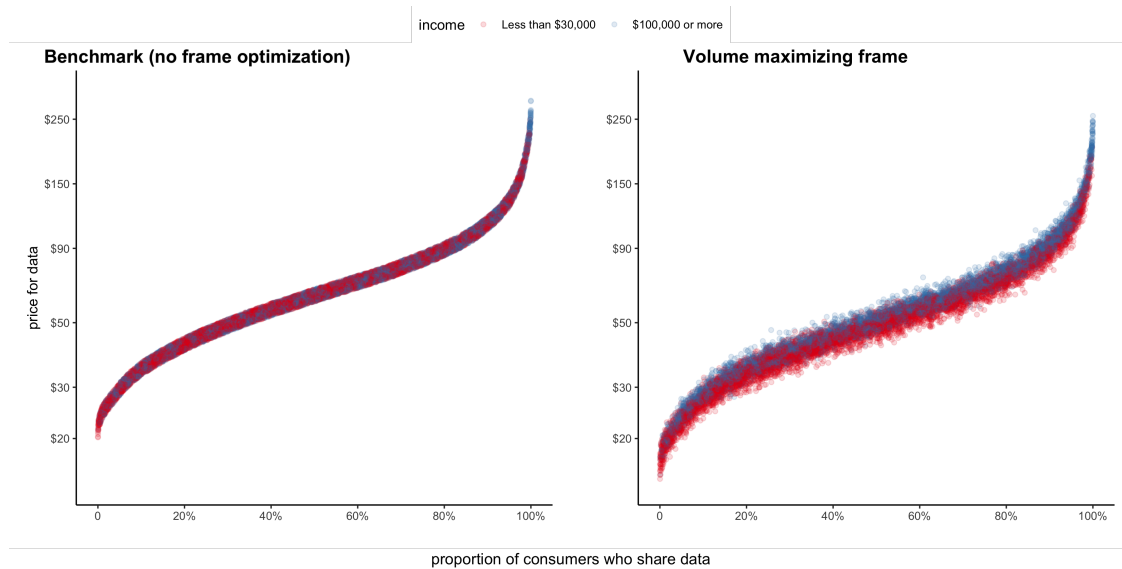 income Less than $30,000 $100,000 or more
Benchmark (no frame optimization)
Volume maximizing frame
price for data
$250
$150
$90
$50
$30
$20
0 20% 40% 60% 80% 100%
$250
$150
$90
$50
$30
$20
0 20% 40% 60% 80% 100%
proportion of consumers who share data